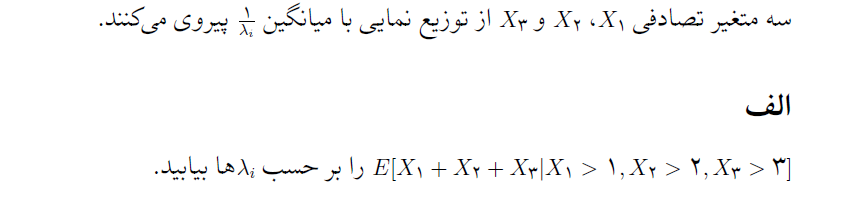 سه متغیر تصادفی X۱، X۲ و X۳ از توزیع نمایی با میانگین ۱/λᵢ پیروی می‌کنند.
الف
E[X۱ + X۲ + X۳|X۱ > ۱, X۲ > ۲, X۳ > ۳] را بر حسب λᵢها بیابید.